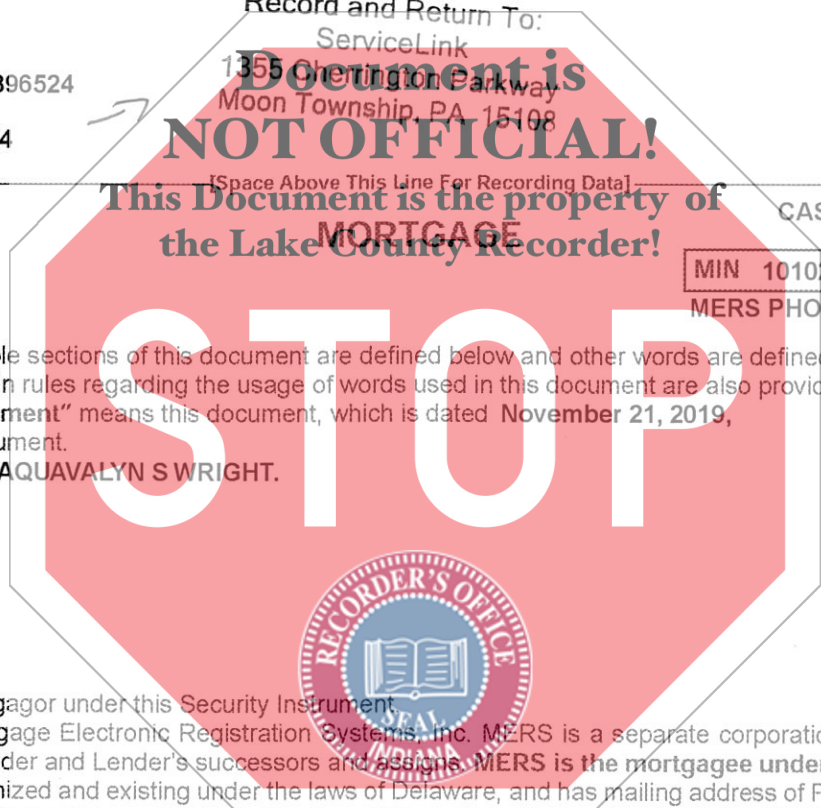 Record and Return To:
ServiceLink
1355 Cherrington Parkway
Moon Township, PA 15108
396524
4
Document is
NOT OFFICIAL!
This Document is the property of
the Lake County Recorder!
[Space Above This Line For Recording Data]
MORTGAGE
CAS
MIN 10102
MERS PHO
le sections of this document are defined below and other words are defined
n rules regarding the usage of words used in this document are also provid
ment” means this document, which is dated November 21, 2019,
ument.
AQUAVALYN S WRIGHT.
STOP
RECORDER'S OFFICE
SEAL
INDIANA
gagor under this Security Instrument.
gage Electronic Registration Systems, Inc. MERS is a separate corporatio
der and Lender's successors and assigns. MERS is the mortgagee under
nized and existing under the laws of Delaware, and has mailing address of P